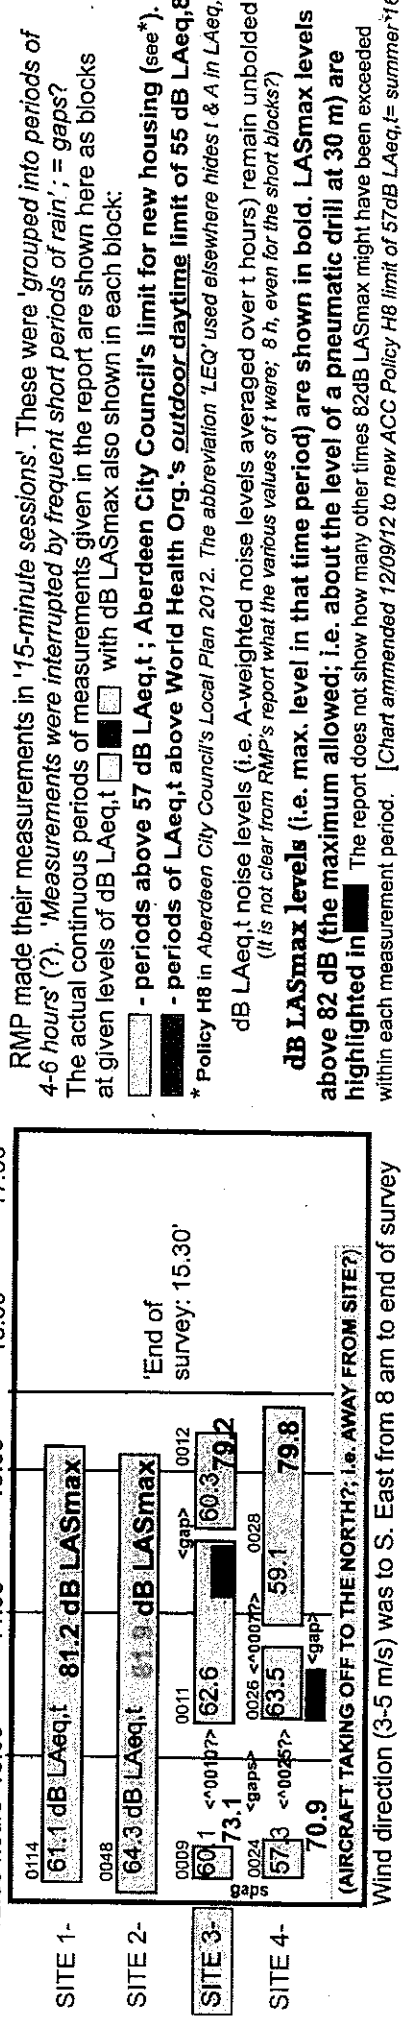 RMP made their measurements in '15-minute sessions'. These were 'grouped into periods of
4-6 hours' (?). 'Measurements were interrupted by frequent short periods of rain.'; = gaps?
The actual continuous periods of measurements given in the report are shown here as blocks
at given levels of dB LAeq,t with dB LASmax also shown in each block:
- periods above 57 dB LAeq,t ; Aberdeen City Council's limit for new housing (see*).
- periods of LAeq,t above World Health Org.'s outdoor daytime limit of 55 dB LAeq,8
* Policy H8 in Aberdeen City Council's Local Plan 2012. The abbreviation 'LEQ' used elsewhere hides t & A in LAeq,
dB LAeq,t noise levels (i.e. A-weighted noise levels averaged over t hours) remain unbolded
(It is not clear from RMP's report what the various values of t were; 8 h, even for the short blocks?)
dB LASmax levels (i.e. max. level in that time period) are shown in bold. LASmax levels
above 82 dB (the maximum allowed; i.e. about the level of a pneumatic drill at 30 m) are
highlighted in The report does not show how many other times 82dB LASmax might have been exceeded
within each measurement period. [Chart ammended 12/09/12 to new ACC Policy H8 limit of 57dB LAeq,t= summer*16
SITE 1-
0114
61.1 dB LAeq,t 81.2 dB LASmax
SITE 2-
0048
64.3 dB LAeq,t 81.9 dB LASmax
'End of
survey: 15.30'
SITE 3-
0009 <^0010?> 0011 <gap> 0012
60.1 62.6 60.3 79.2
73.1
<gaps>
gaps
SITE 4-
0024 <^0025?> 0026 <^0007?> 0028
57.3 63.5 59.1 79.8
70.9
<gap>
(AIRCRAFT TAKING OFF TO THE NORTH?; i.e. AWAY FROM SITE?)
Wind direction (3-5 m/s) was to S. East from 8 am to end of survey